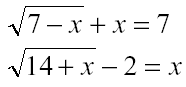 √(7 − x) + x = 7
√(14 + x) − 2 = x